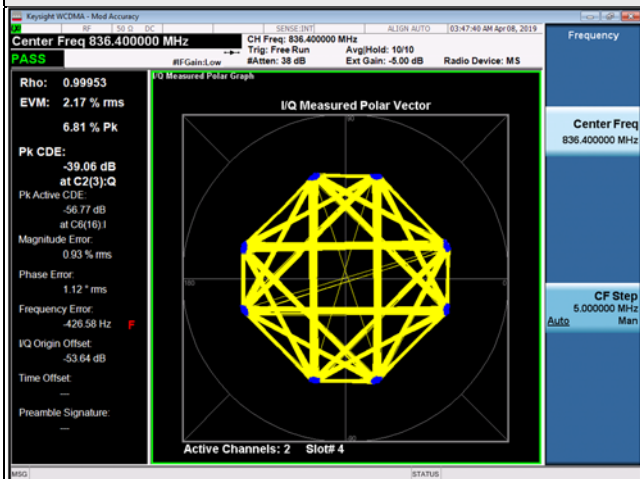 Keysight WCDMA - Mod Accuracy
RF 50 Ω DC SENSE:INT ALIGN AUTO 03:47:40 AM Apr 08, 2019
Center Freq 836.400000 MHz
CH Freq: 836.400000 MHz
Trig: Free Run Avg|Hold: 10/10
PASS
#IFGain:Low #Atten: 38 dB Ext Gain: -5.00 dB Radio Device: MS
Frequency
I/Q Measured Polar Graph
Rho: 0.99953
EVM: 2.17 % rms
6.81 % Pk
Pk CDE:
-39.06 dB
at C2(3):Q
Pk Active CDE:
-56.77 dB
at C6(16):I
Magnitude Error:
0.93 % rms
Phase Error:
1.12 ° rms
Frequency Error:
-426.58 Hz F
I/Q Origin Offset:
-53.64 dB
Time Offset:
---
Preamble Signature:
---
I/Q Measured Polar Vector
90
180
0
-90
Active Channels: 2 Slot# 4
Center Freq
836.400000 MHz
CF Step
5.000000 MHz
Auto Man
MSG STATUS